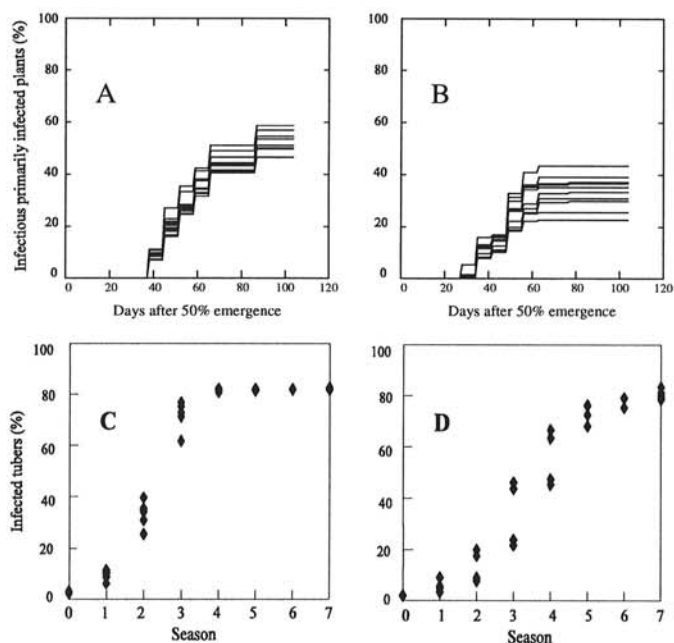 Infectious primarily infected plants (%)
100
80
60
40
20
0
A
0 20 40 60 80 100 120
Days after 50% emergence
100
80
60
40
20
0
B
0 20 40 60 80 100 120
Days after 50% emergence
Infected tubers (%)
100
80
60
40
20
0
C
0 1 2 3 4 5 6 7
Season
100
80
60
40
20
0
D
0 1 2 3 4 5 6 7
Season